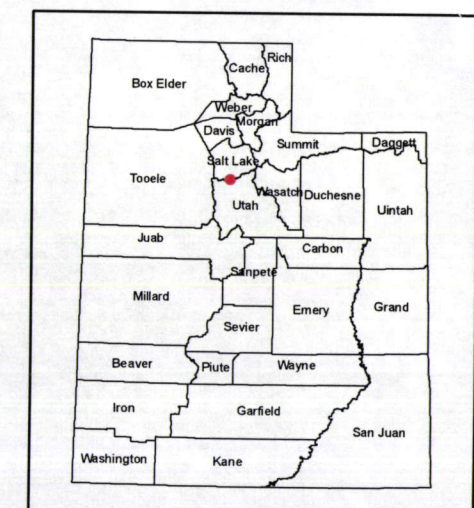 Rich
Cache
Box Elder
Weber
Morgan
Davis
Summit
Daggett
Salt Lake
Tooele
Wasatch
Duchesne
Utah
Uintah
Juab
Carbon
Sanpete
Millard
Emery
Grand
Sevier
Beaver
Piute
Wayne
Iron
Garfield
San Juan
Washington
Kane